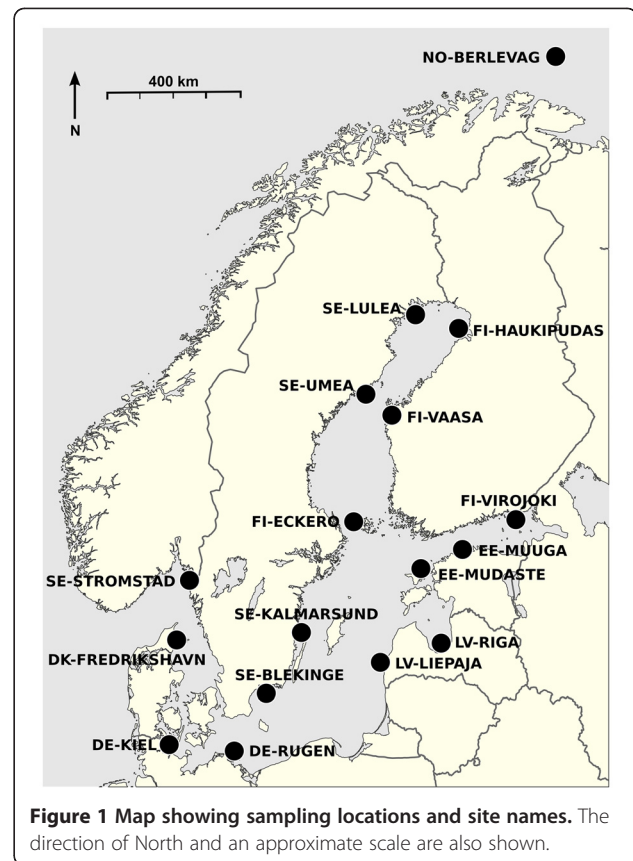 NO-BERLEVAG
400 km
N
SE-LULEA
FI-HAUKIPUDAS
SE-UMEA
FI-VAASA
FI-VIROJOKI
FI-ECKERO
EE-MUUGA
EE-MUDASTE
SE-STROMSTAD
SE-KALMARSUND
LV-RIGA
DK-FREDRIKSHAVN
LV-LIEPAJA
SE-BLEKINGE
DE-KIEL
DE-RUGEN
Figure 1 Map showing sampling locations and site names. The
direction of North and an approximate scale are also shown.